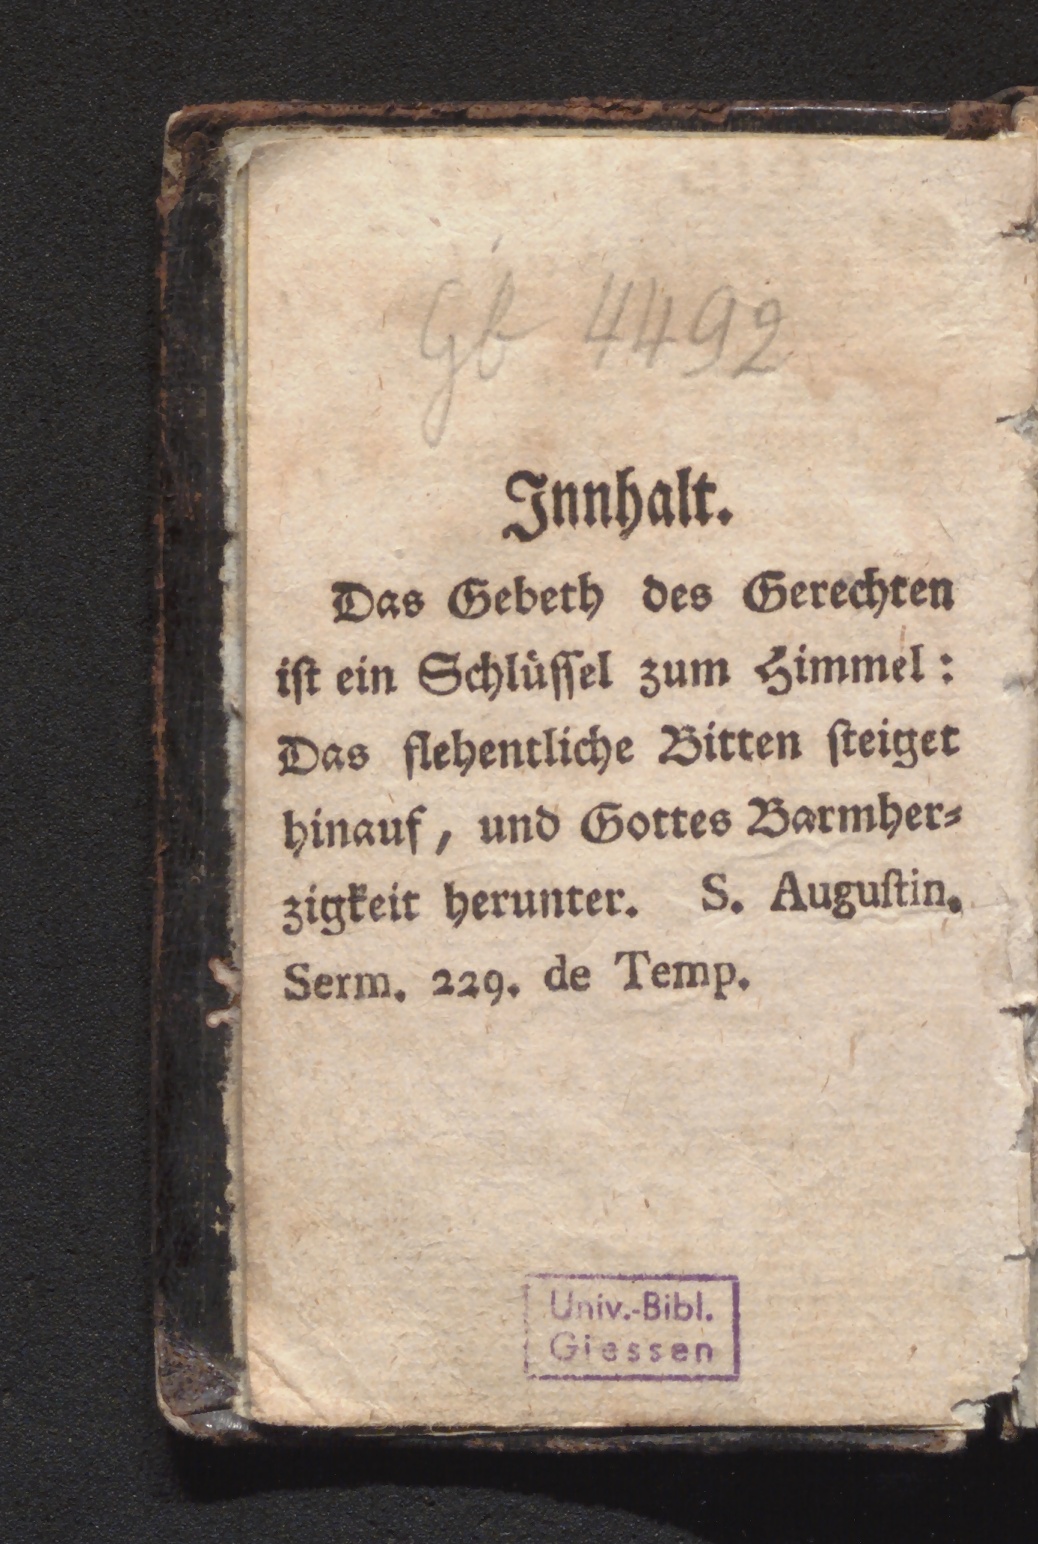 Gb 4492
Innhalt.
Das Gebeth des Gerechten
iſt ein Schlüſſel zum Himmel:
Das flehentliche Bitten ſteiget
hinauf, und Gottes Barmher⸗
zigkeit herunter. S. Auguſtin.
Serm. 229. de Temp.
Univ.-Bibl.
Giessen